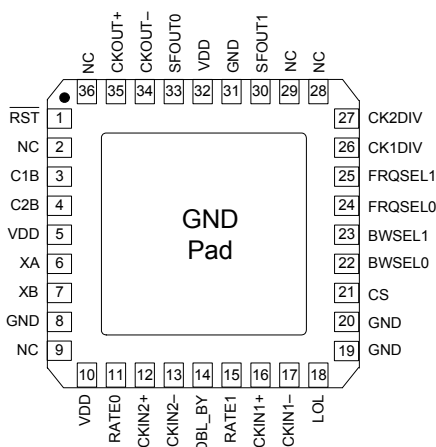 NC
CKOUT+
CKOUT–
SFOUT0
VDD
GND
SFOUT1
NC
NC
36 35 34 33 32 31 30 29 28
RST 1
NC 2
C1B 3
C2B 4
VDD 5
XA 6
XB 7
GND 8
NC 9
GND
Pad
27 CK2DIV
26 CK1DIV
25 FRQSEL1
24 FRQSEL0
23 BWSEL1
22 BWSEL0
21 CS
20 GND
19 GND
10 11 12 13 14 15 16 17 18
VDD
RATE0
CKIN2+
CKIN2–
DBL_BY
RATE1
CKIN1+
CKIN1–
LOL